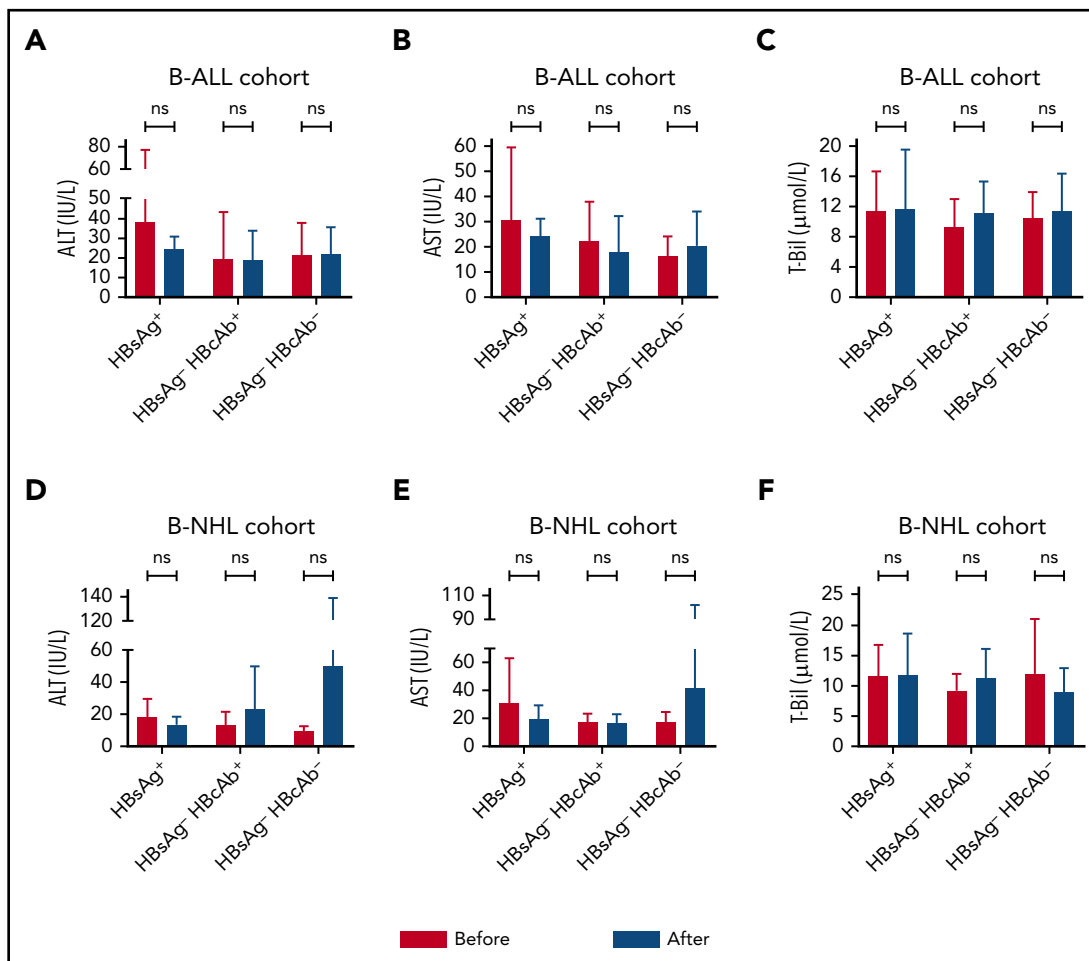 A
B-ALL cohort
ns ns ns
ALT (IU/L)
80
60
50
40
30
20
10
0
HBsAg⁺
HBsAg⁻ HBcAb⁺
HBsAg⁻ HBcAb⁻
B
B-ALL cohort
ns ns ns
AST (IU/L)
60
50
40
30
20
10
0
HBsAg⁺
HBsAg⁻ HBcAb⁺
HBsAg⁻ HBcAb⁻
C
B-ALL cohort
ns ns ns
T-Bil (μmol/L)
20
16
12
8
4
0
HBsAg⁺
HBsAg⁻ HBcAb⁺
HBsAg⁻ HBcAb⁻
D
B-NHL cohort
ns ns ns
ALT (IU/L)
140
120
60
40
20
0
HBsAg⁺
HBsAg⁻ HBcAb⁺
HBsAg⁻ HBcAb⁻
E
B-NHL cohort
ns ns ns
AST (IU/L)
110
90
60
40
20
0
HBsAg⁺
HBsAg⁻ HBcAb⁺
HBsAg⁻ HBcAb⁻
F
B-NHL cohort
ns ns ns
T-Bil (μmol/L)
25
20
15
10
5
0
HBsAg⁺
HBsAg⁻ HBcAb⁺
HBsAg⁻ HBcAb⁻
Before After